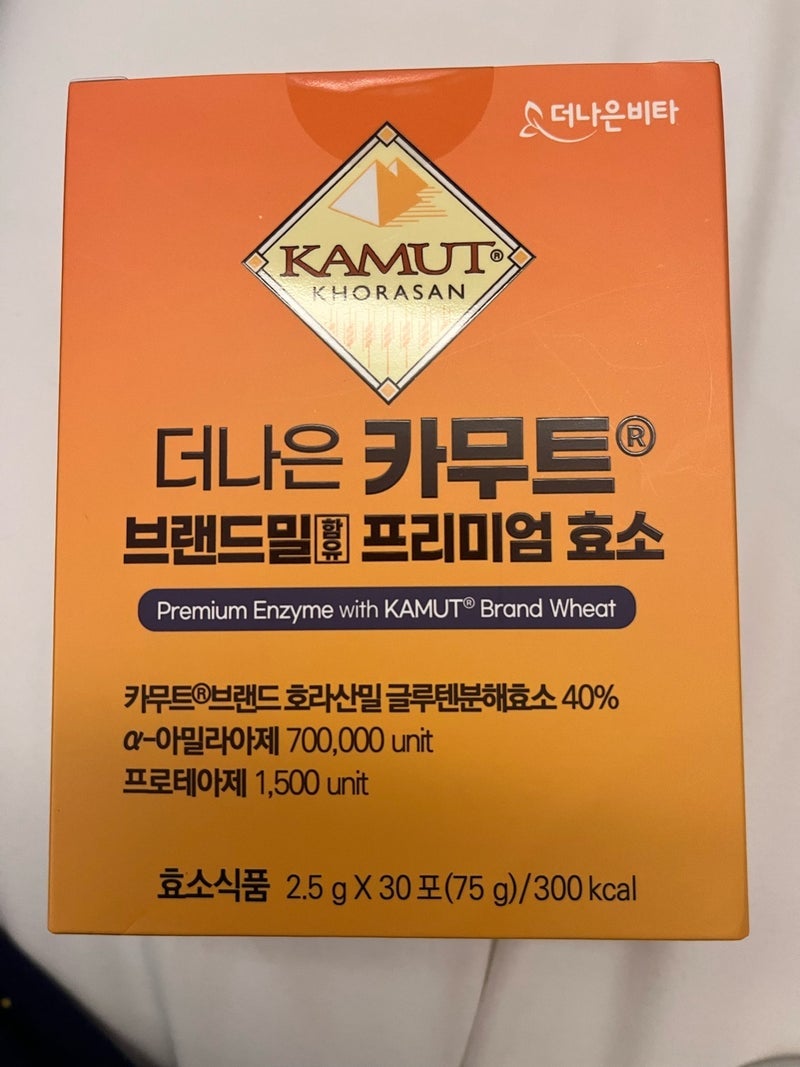 더나은비타
KAMUT®
KHORASAN
더나은 카무트®
브랜드밀함유 프리미엄 효소
Premium Enzyme with KAMUT® Brand Wheat
카무트®브랜드 호라산밀 글루텐분해효소 40%
α-아밀라아제 700,000 unit
프로테아제 1,500 unit
효소식품 2.5 g X 30 포(75 g)/300 kcal